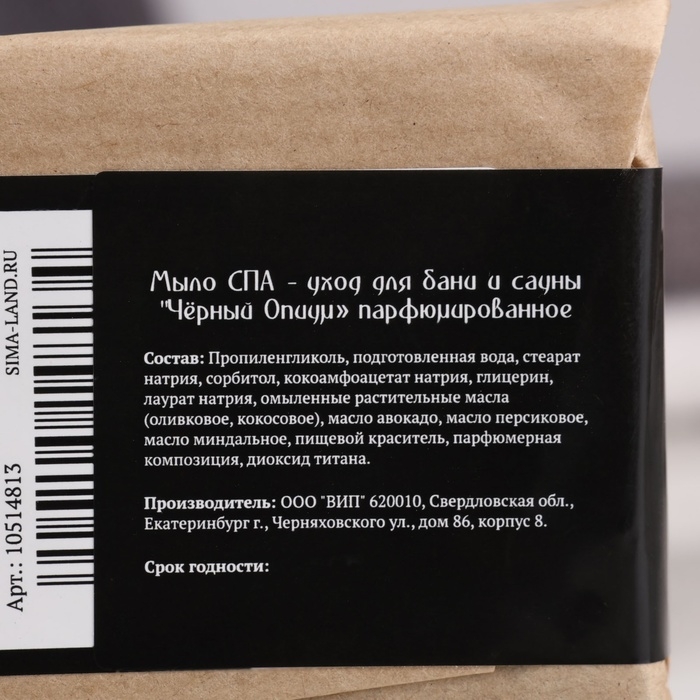 SIMA-LAND.RU
Арт.: 10514813
Мыло СПА - уход для бани и сауны
"Чёрный Опиум» парфюмированное
Состав: Пропиленгликоль, подготовленная вода, стеарат
натрия, сорбитол, кокоамфоацетат натрия, глицерин,
лаурат натрия, омыленные растительные масла
(оливковое, кокосовое), масло авокадо, масло персиковое,
масло миндальное, пищевой краситель, парфюмерная
композиция, диоксид титана.
Производитель: ООО "ВИП" 620010, Свердловская обл.,
Екатеринбург г., Черняховского ул., дом 86, корпус 8.
Срок годности: